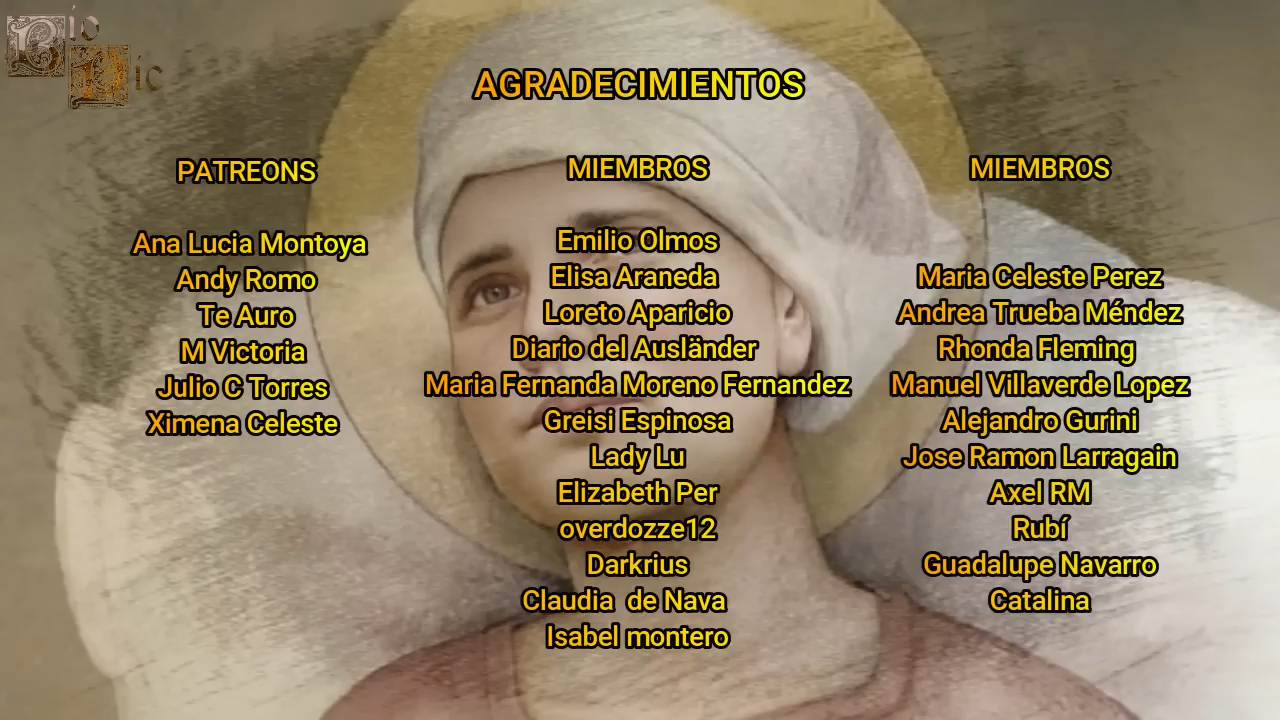 Bio
Dic
AGRADECIMIENTOS
PATREONS
Ana Lucia Montoya
Andy Romo
Te Auro
M Victoria
Julio C Torres
Ximena Celeste
MIEMBROS
Emilio Olmos
Elisa Araneda
Loreto Aparicio
Diario del Ausländer
Maria Fernanda Moreno Fernandez
Greisi Espinosa
Lady Lu
Elizabeth Per
overdozze12
Darkrius
Claudia  de Nava
Isabel montero
MIEMBROS
Maria Celeste Perez
Andrea Trueba Méndez
Rhonda Fleming
Manuel Villaverde Lopez
Alejandro Gurini
Jose Ramon Larragain
Axel RM
Rubí
Guadalupe Navarro
Catalina